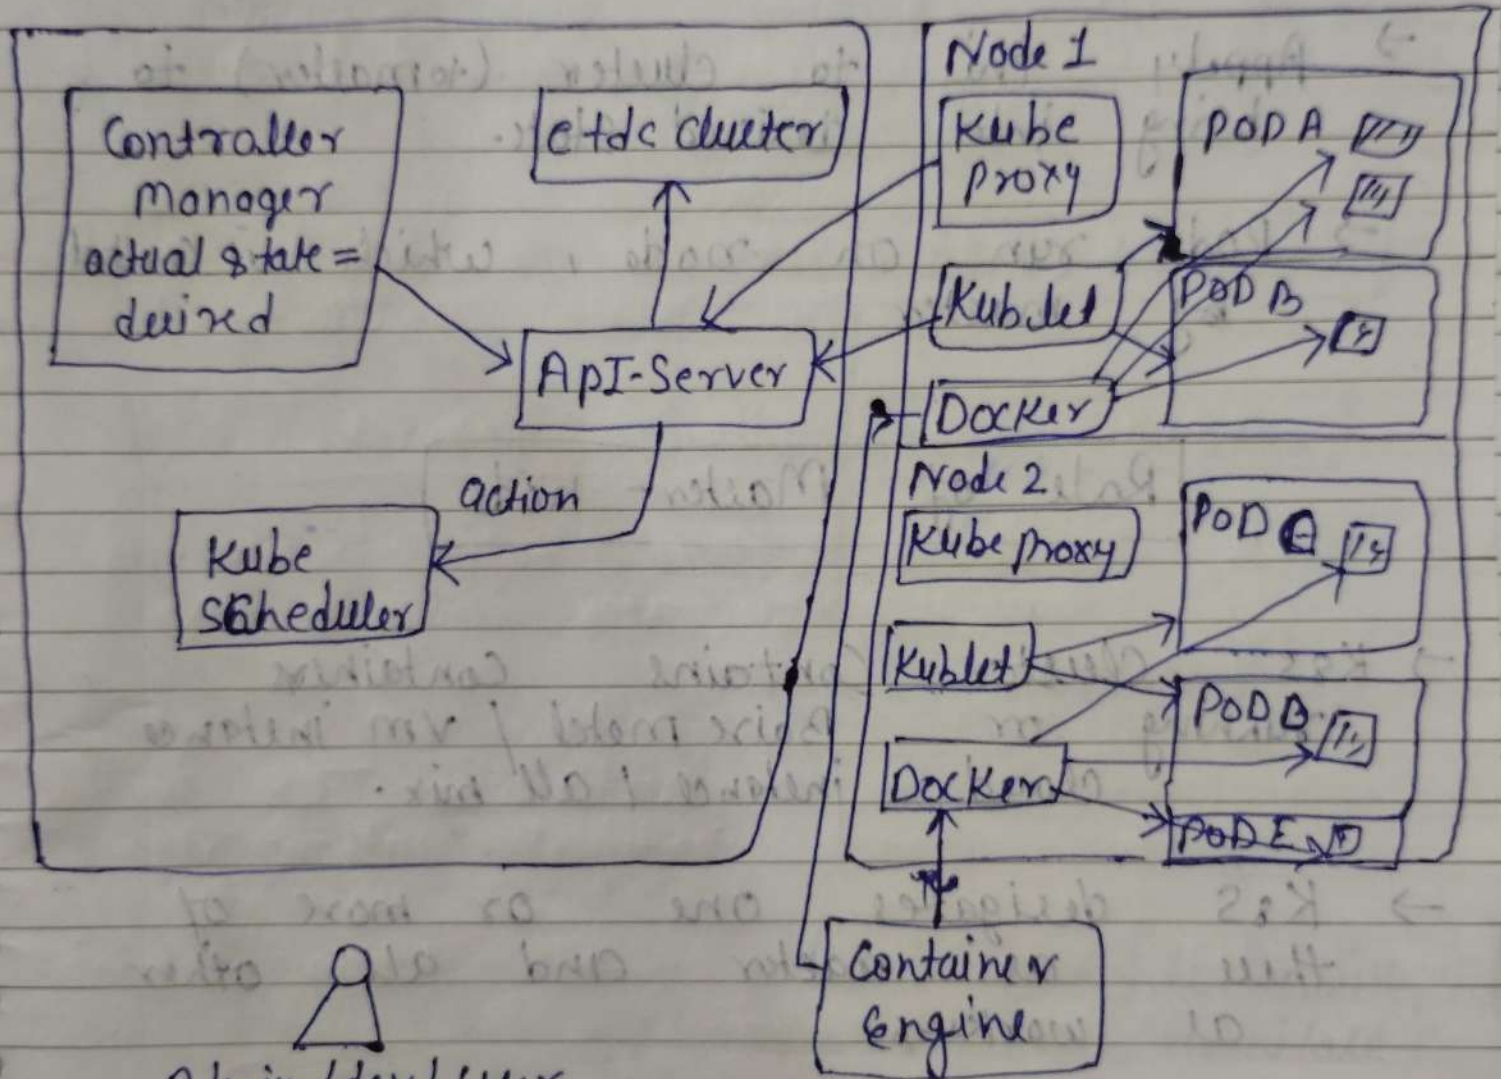 Controller
Manager
actual state =
desired
etdc cluster
API-Server
action
Kube
Scheduler
Node 1
Kube
Proxy
Kublet
Docker
POD A
POD B
Node 2
Kube Proxy
Kublet
Docker
POD C
POD D
POD E
Container
Engine